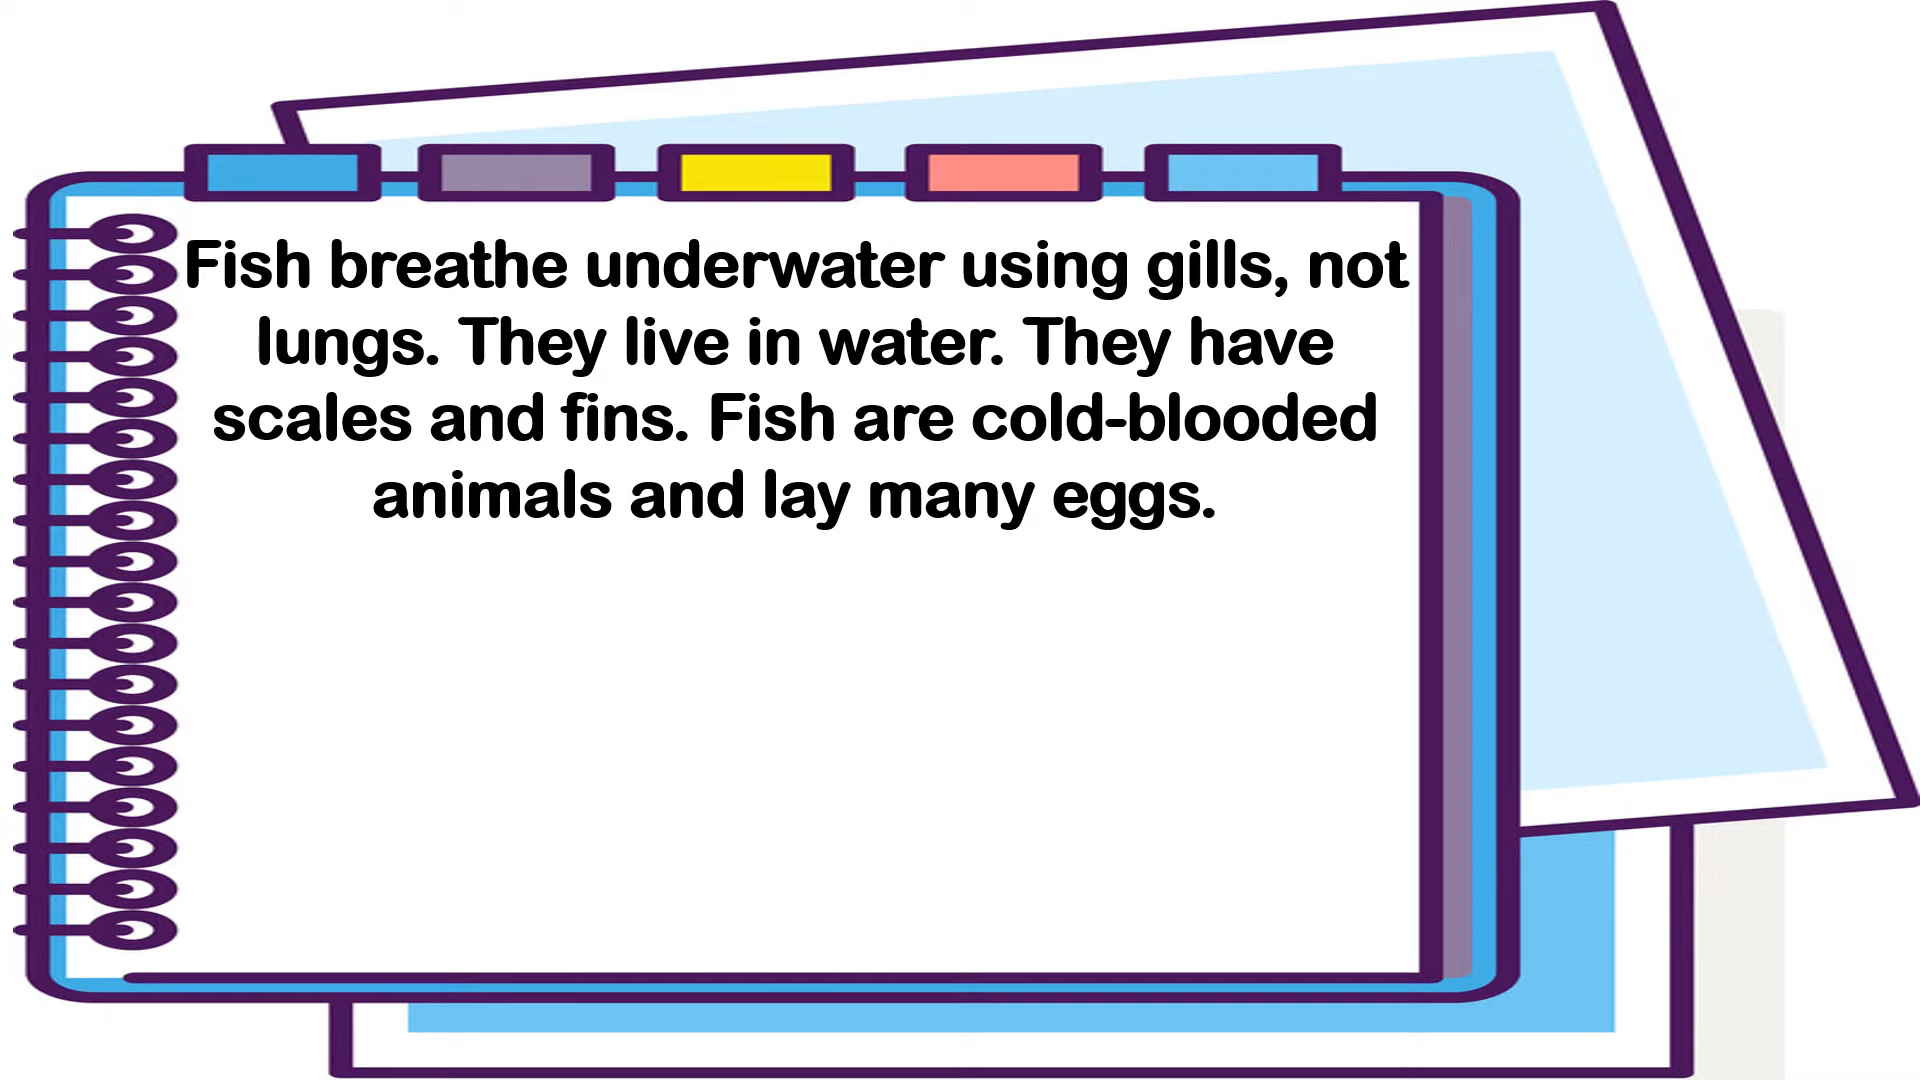 Fish breathe underwater using gills, not
lungs. They live in water. They have
scales and fins. Fish are cold-blooded
animals and lay many eggs.